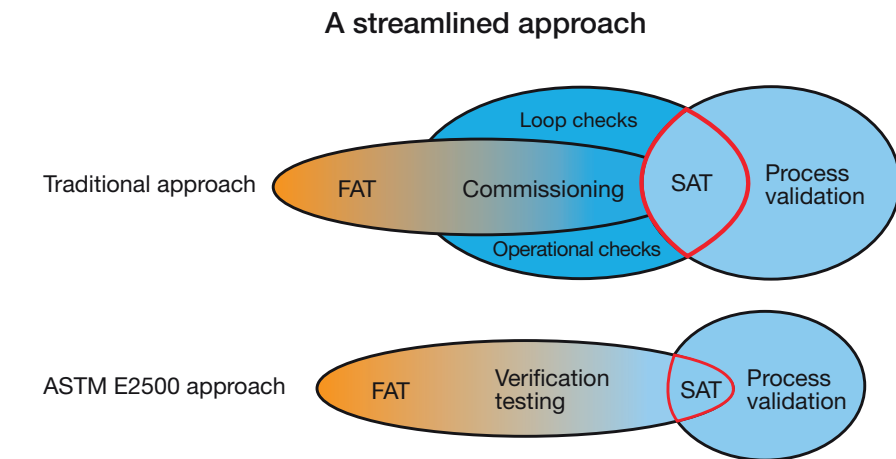 A streamlined approach
Loop checks
Traditional approach
FAT
Commissioning
SAT
Process
validation
Operational checks
ASTM E2500 approach
FAT
Verification
testing
SAT
Process
validation